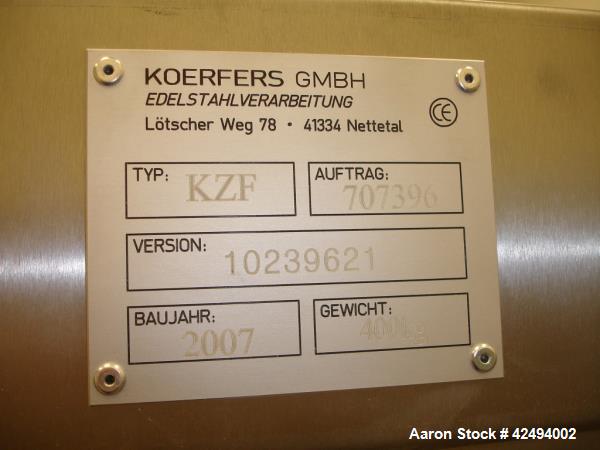 KOERFERS GMBH
EDELSTAHLVERARBEITUNG
Lötscher Weg 78 · 41334 Nettetal
CE
TYP: KZF
AUFTRAG: 707396
VERSION: 10239621
BAUJAHR: 2007
GEWICHT: 400kg
Aaron Stock # 42494002